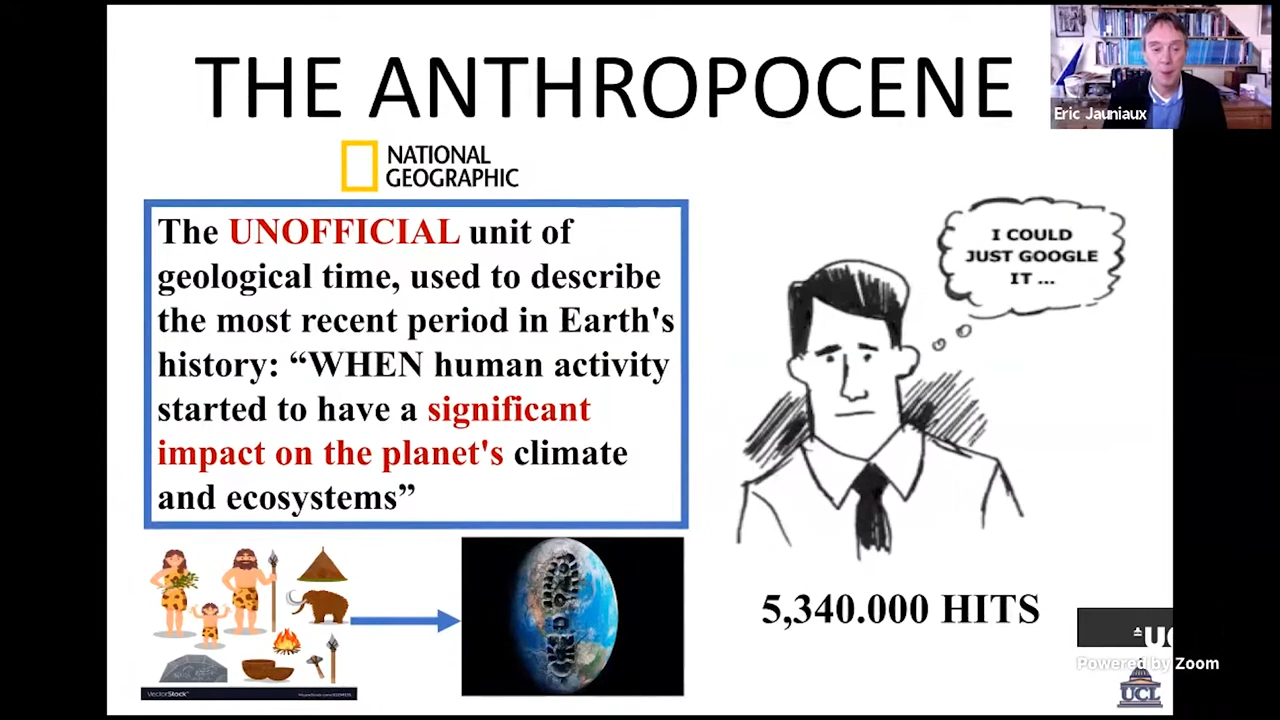 THE ANTHROPOCENE
Eric Jauniaux
NATIONAL
GEOGRAPHIC
The UNOFFICIAL unit of
geological time, used to describe
the most recent period in Earth's
history: “WHEN human activity
started to have a significant
impact on the planet's climate
and ecosystems”
I COULD
JUST GOOGLE
IT ...
5,340.000 HITS
VectorStock
Powered by Zoom
UCL